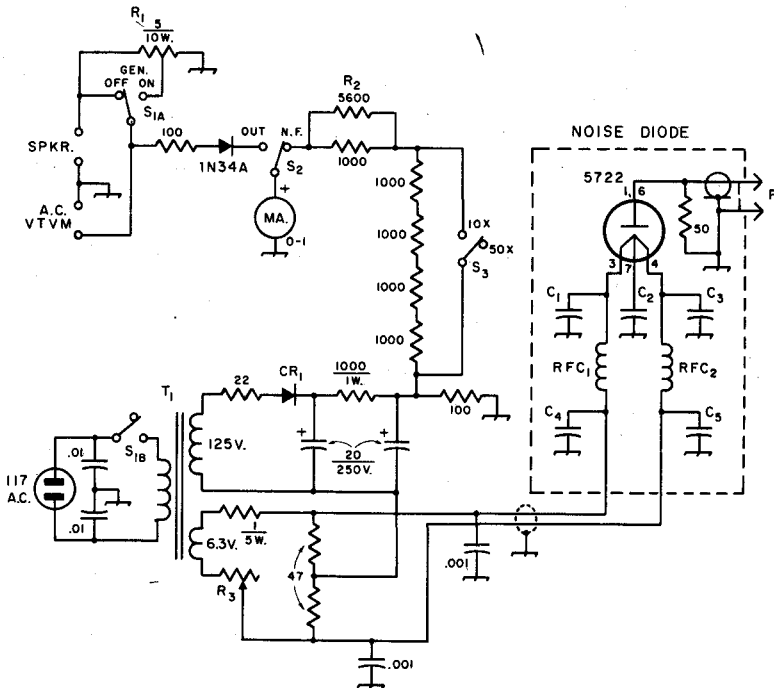 R1
5
10W.
GEN.
OFF ON
S1A
SPKR.
A.C.
VTVM
100
1N34A
OUT
N.F.
S2
+
MA.
0-1
R2
5600
1000
1000
1000
1000
1000
10X
50X
S3
NOISE DIODE
5722
1, 6
50
P
3 7 4
C1
C2
C3
RFC1
RFC2
C4
C5
T1
22
CR1
1000
1W.
100
+
+
20
250V.
125V.
S1B
117
A.C.
.01
.01
6.3V.
1
5W.
R3
47
.001
.001